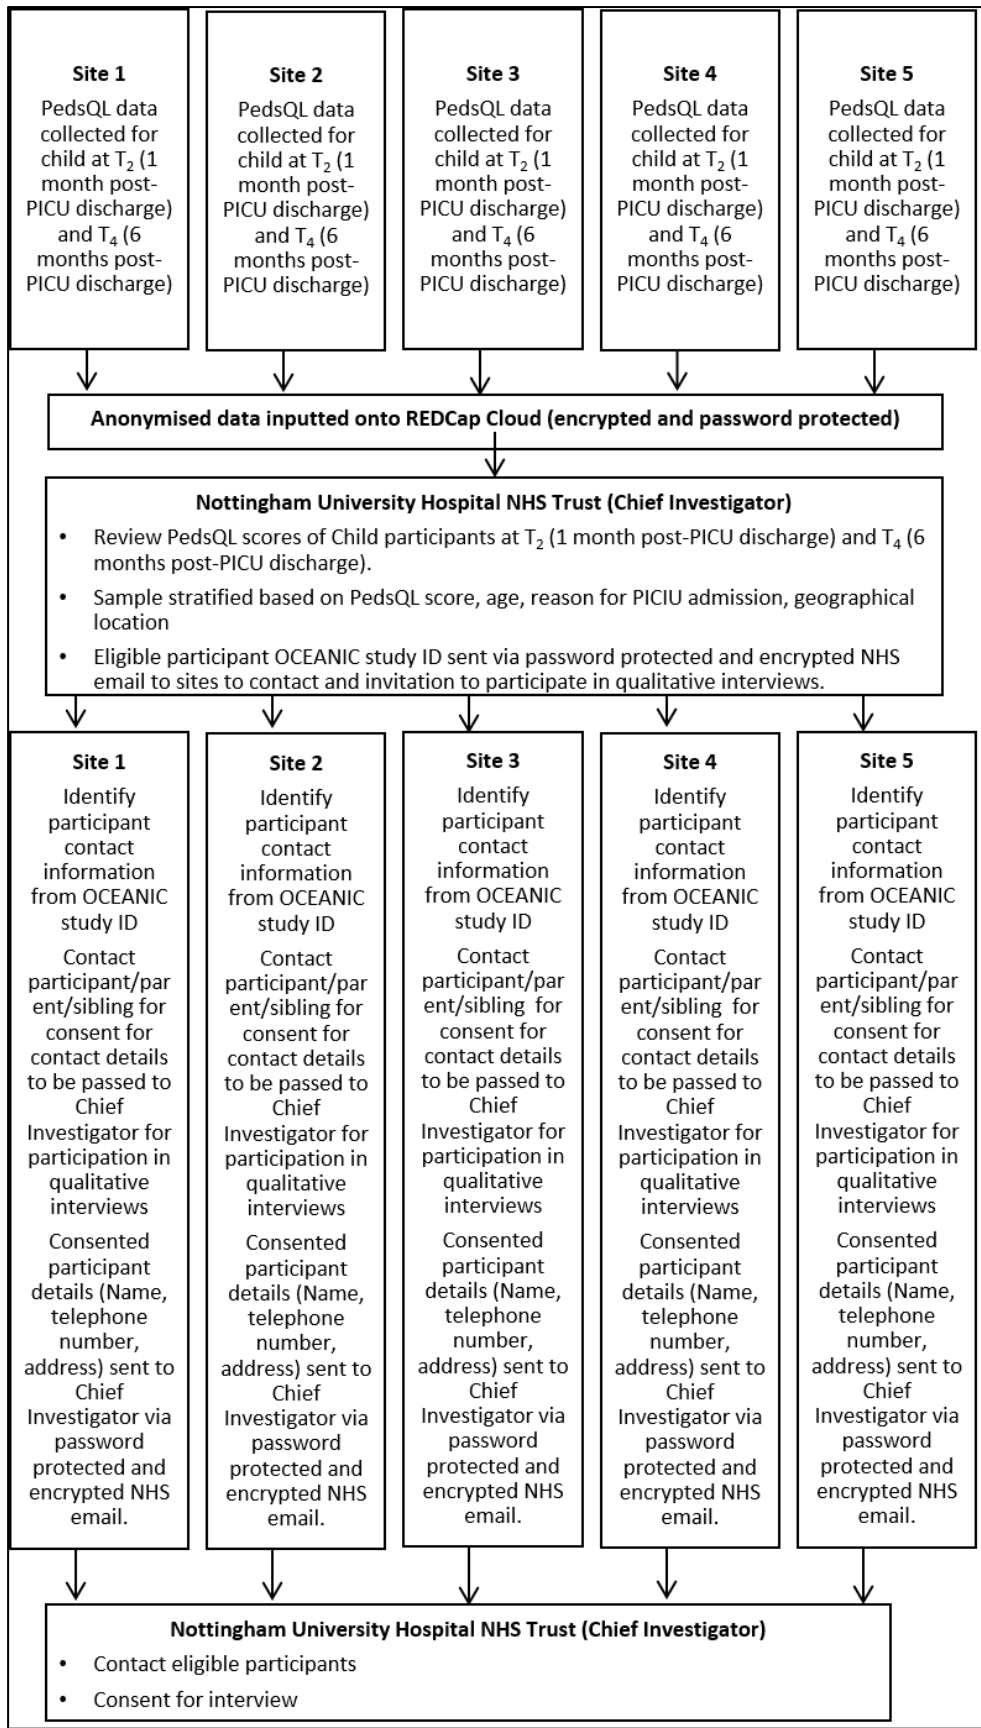 Site 1
PedsQL data
collected for
child at T₂ (1
month post-
PICU discharge)
and T₄ (6
months post-
PICU discharge)
Site 2
PedsQL data
collected for
child at T₂ (1
month post-
PICU discharge)
and T₄ (6
months post-
PICU discharge)
Site 3
PedsQL data
collected for
child at T₂ (1
month post-
PICU discharge)
and T₄ (6
months post-
PICU discharge)
Site 4
PedsQL data
collected for
child at T₂ (1
month post-
PICU discharge)
and T₄ (6
months post-
PICU discharge)
Site 5
PedsQL data
collected for
child at T₂ (1
month post-
PICU discharge)
and T₄ (6
months post-
PICU discharge)
Anonymised data inputted onto REDCap Cloud (encrypted and password protected)
Nottingham University Hospital NHS Trust (Chief Investigator)
• Review PedsQL scores of Child participants at T₂ (1 month post-PICU discharge) and T₄ (6
months post-PICU discharge).
• Sample stratified based on PedsQL score, age, reason for PICIU admission, geographical
location
• Eligible participant OCEANIC study ID sent via password protected and encrypted NHS
email to sites to contact and invitation to participate in qualitative interviews.
Site 1
Identify
participant
contact
information
from OCEANIC
study ID
Contact
participant/par
ent/sibling for
consent for
contact details
to be passed to
Chief
Investigator for
participation in
qualitative
interviews
Consented
participant
details (Name,
telephone
number,
address) sent to
Chief
Investigator via
password
protected and
encrypted NHS
email.
Site 2
Identify
participant
contact
information
from OCEANIC
study ID
Contact
participant/par
ent/sibling for
consent for
contact details
to be passed to
Chief
Investigator for
participation in
qualitative
interviews
Consented
participant
details (Name,
telephone
number,
address) sent to
Chief
Investigator via
password
protected and
encrypted NHS
email.
Site 3
Identify
participant
contact
information
from OCEANIC
study ID
Contact
participant/par
ent/sibling for
consent for
contact details
to be passed to
Chief
Investigator for
participation in
qualitative
interviews
Consented
participant
details (Name,
telephone
number,
address) sent to
Chief
Investigator via
password
protected and
encrypted NHS
email.
Site 4
Identify
participant
contact
information
from OCEANIC
study ID
Contact
participant/par
ent/sibling for
consent for
contact details
to be passed to
Chief
Investigator for
participation in
qualitative
interviews
Consented
participant
details (Name,
telephone
number,
address) sent to
Chief
Investigator via
password
protected and
encrypted NHS
email.
Site 5
Identify
participant
contact
information
from OCEANIC
study ID
Contact
participant/par
ent/sibling for
consent for
contact details
to be passed to
Chief
Investigator for
participation in
qualitative
interviews
Consented
participant
details (Name,
telephone
number,
address) sent to
Chief
Investigator via
password
protected and
encrypted NHS
email.
Nottingham University Hospital NHS Trust (Chief Investigator)
• Contact eligible participants
• Consent for interview